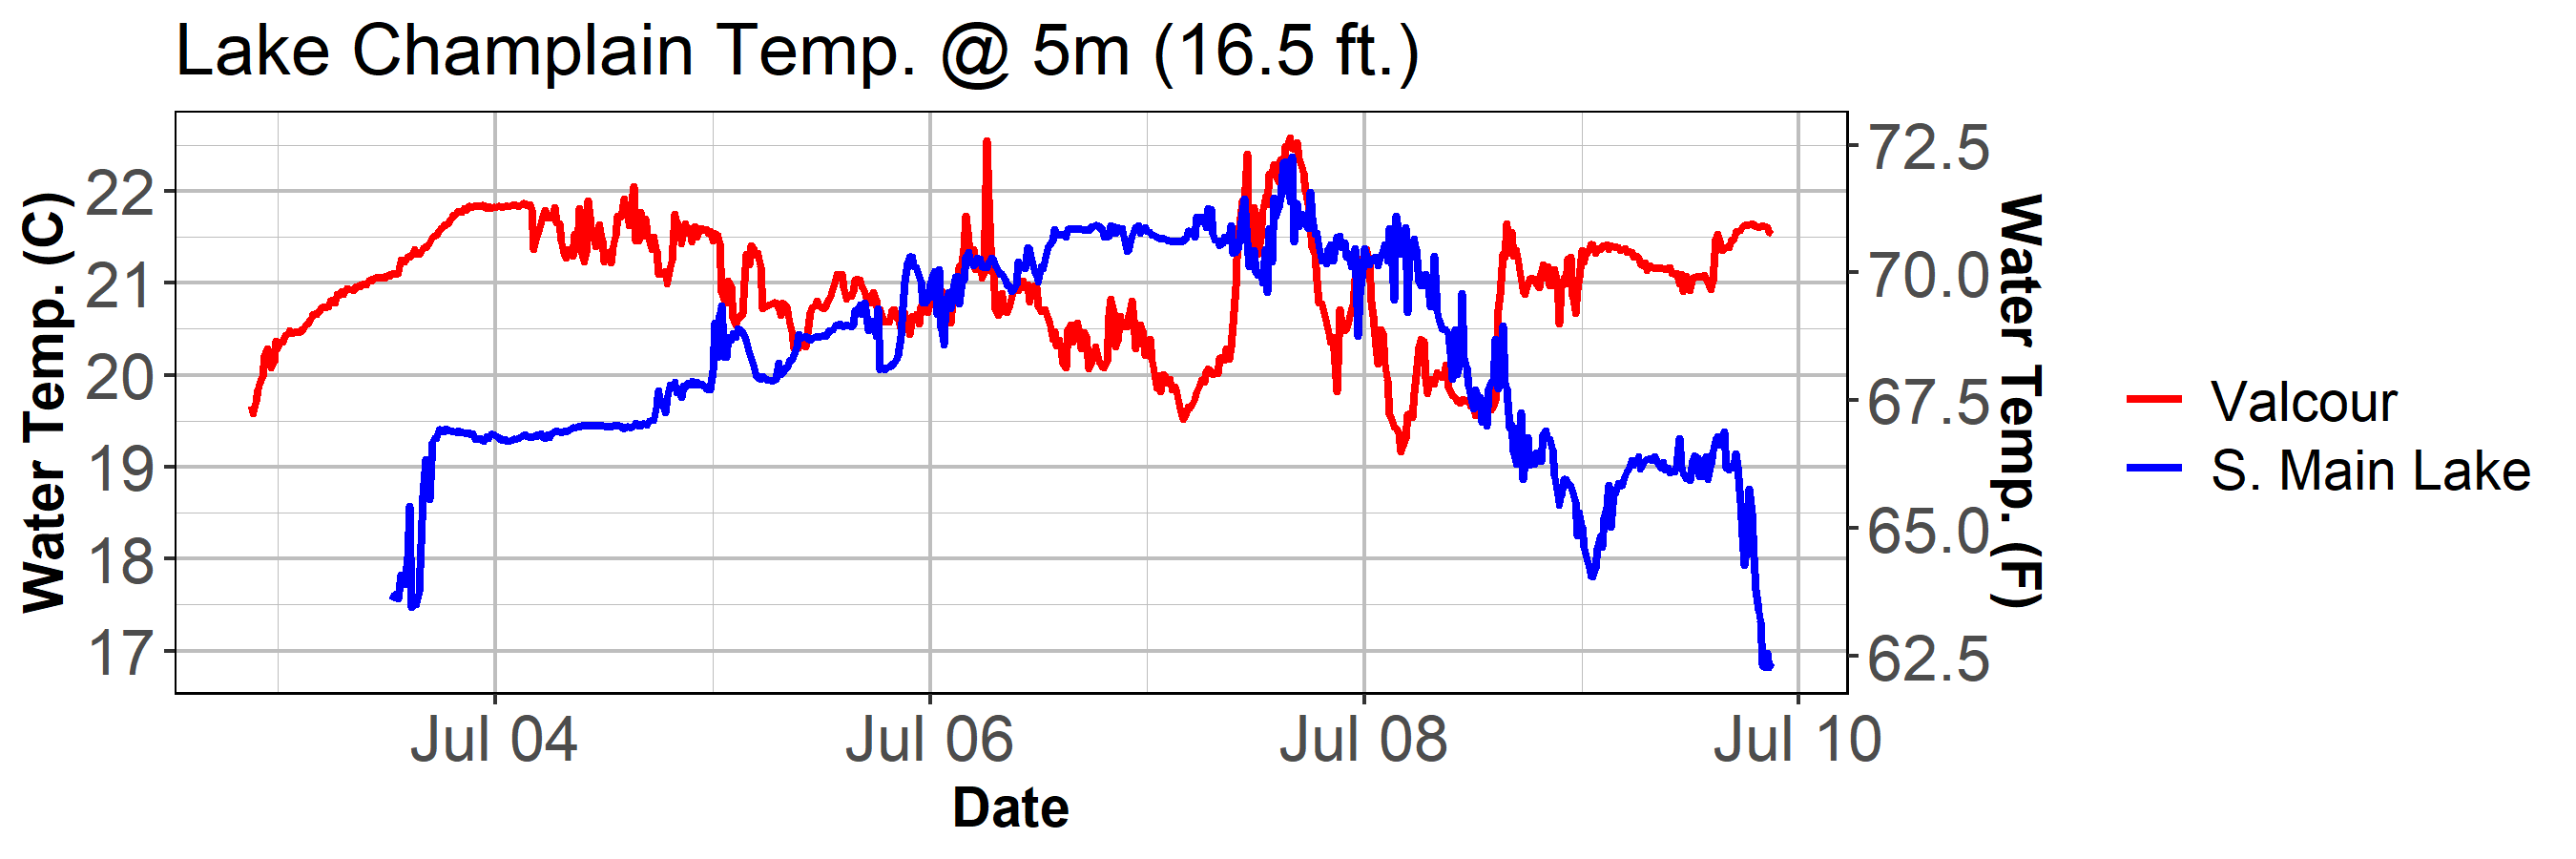 Lake Champlain Temp. @ 5m (16.5 ft.)
Water Temp. (C)
22
21
20
19
18
17
72.5
70.0
67.5
65.0
62.5
Water Temp. (F)
Jul 04
Jul 06
Jul 08
Jul 10
Date
Valcour
S. Main Lake